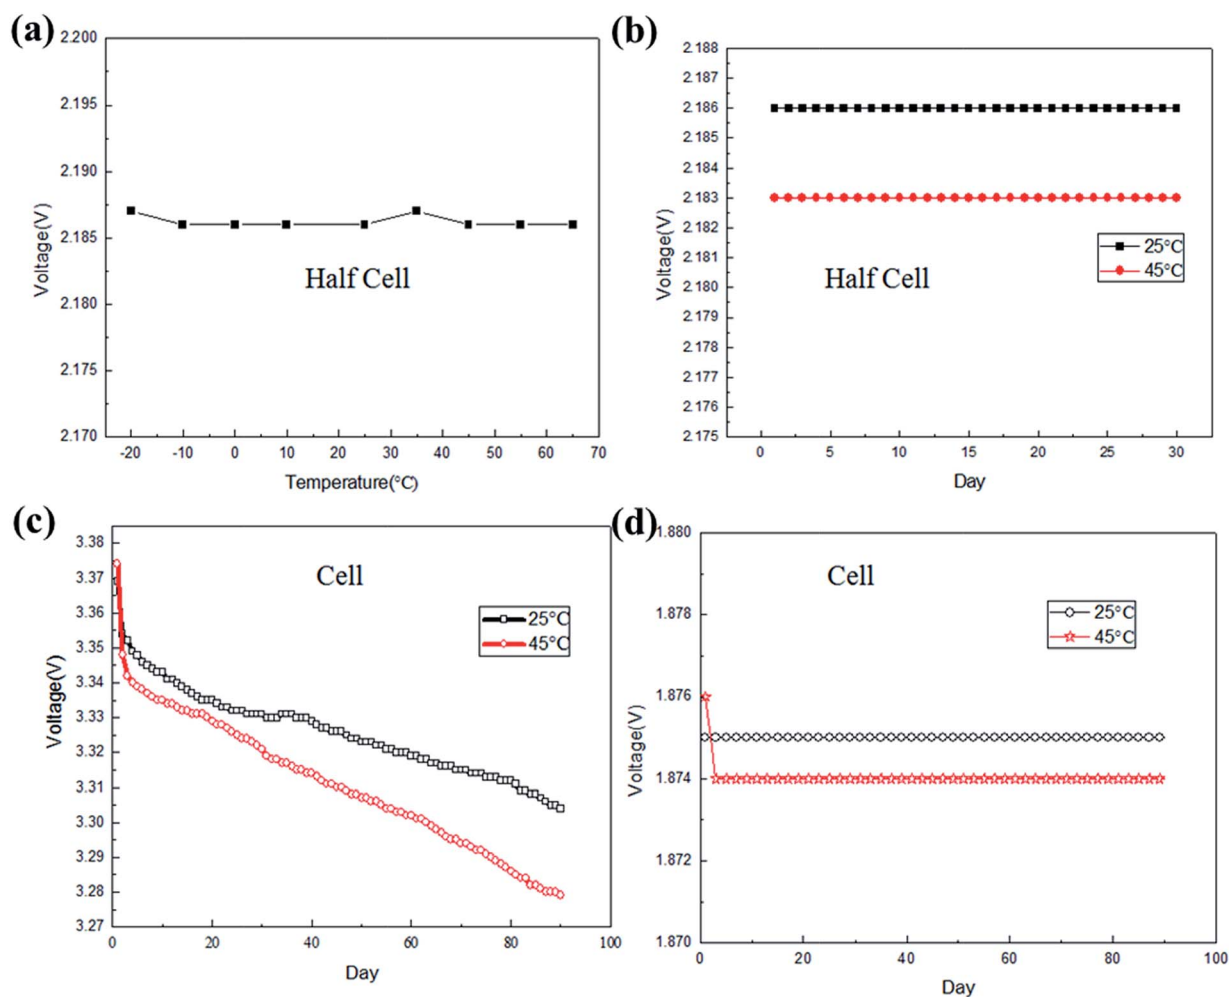 (a)
2.200
2.195
2.190
2.185
2.180
2.175
2.170
Voltage(V)
Half Cell
-20 -10 0 10 20 30 40 50 60 70
Temperature(°C)
(b)
2.188
2.187
2.186
2.185
2.184
2.183
2.182
2.181
2.180
2.179
2.178
2.177
2.176
2.175
Voltage(V)
25°C
45°C
Half Cell
0 5 10 15 20 25 30
Day
(c)
3.38
3.37
3.36
3.35
3.34
3.33
3.32
3.31
3.30
3.29
3.28
3.27
Voltage(V)
Cell
25°C
45°C
0 20 40 60 80 100
Day
(d)
1.880
1.878
1.876
1.874
1.872
1.870
Voltage(V)
Cell
25°C
45°C
0 20 40 60 80 100
Day